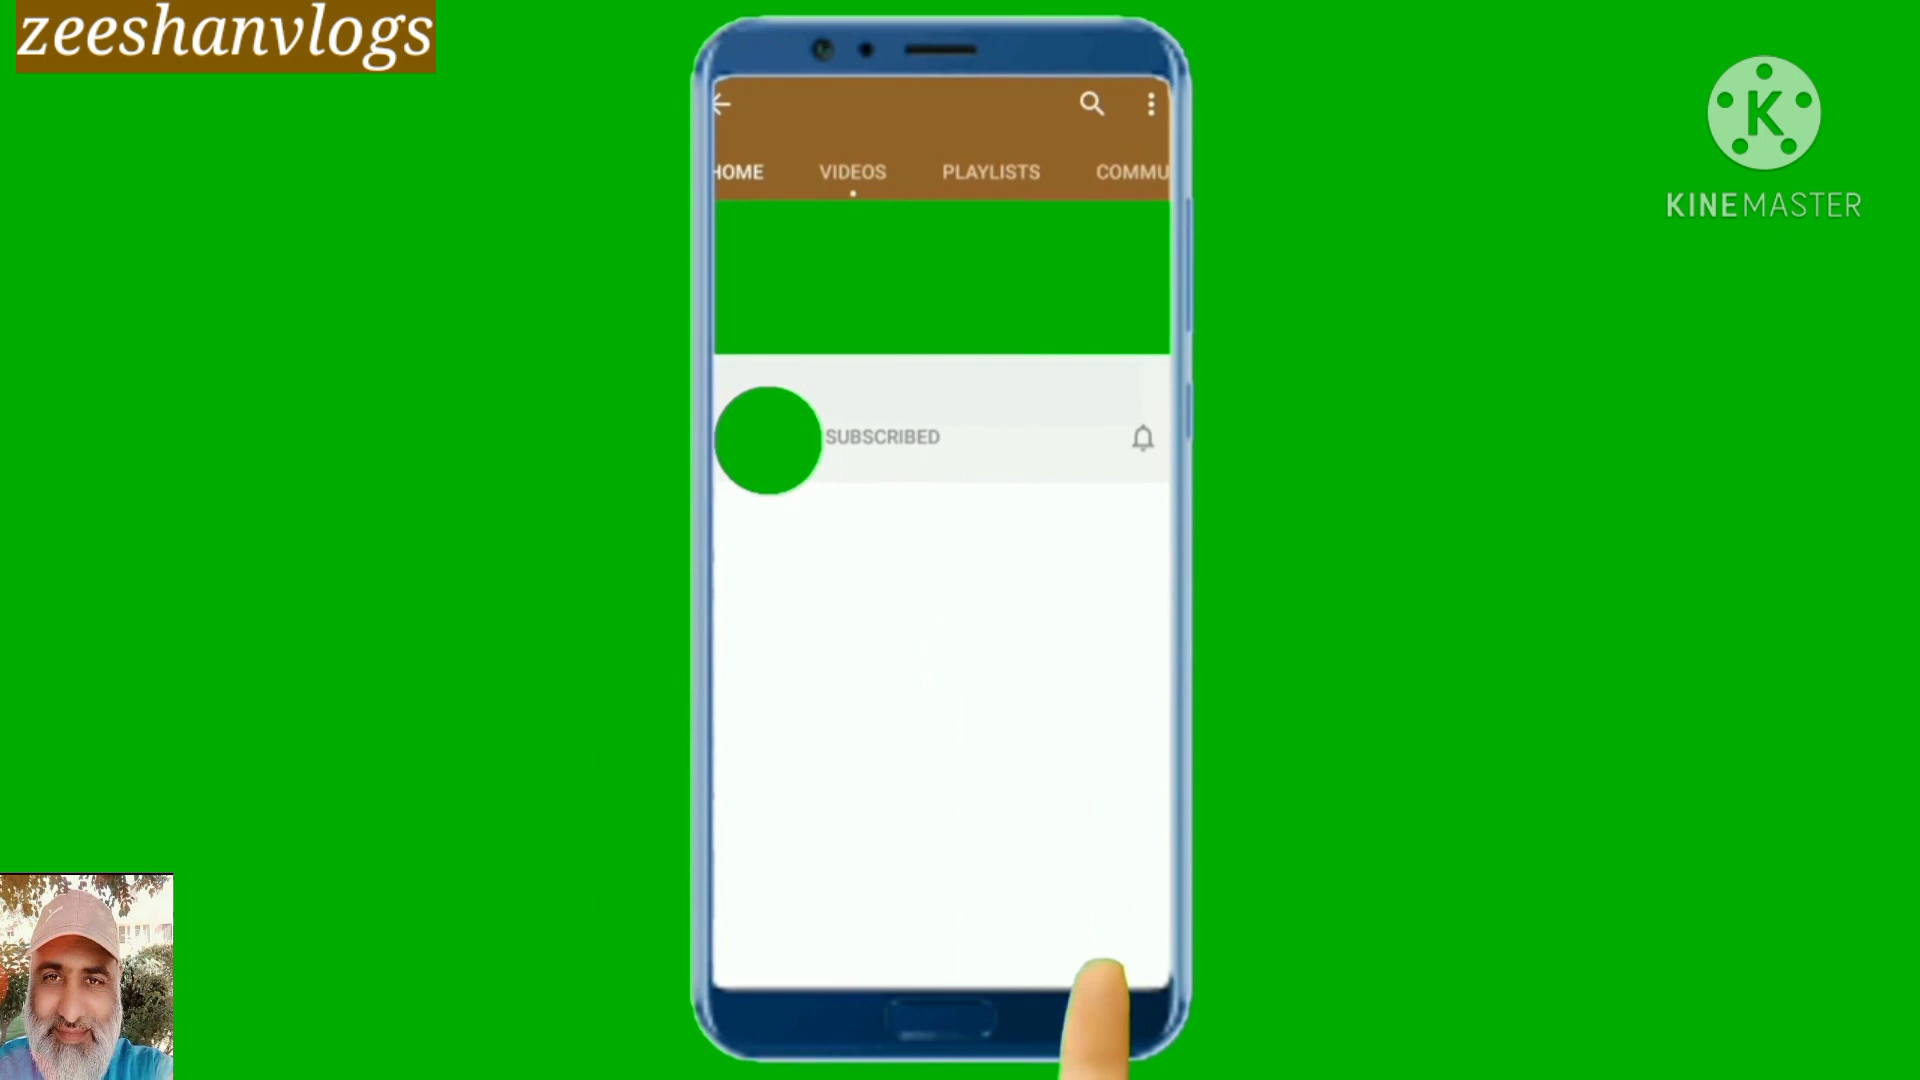 zeeshanvlogs
K
KINEMASTER
HOME VIDEOS PLAYLISTS COMMU
SUBSCRIBED